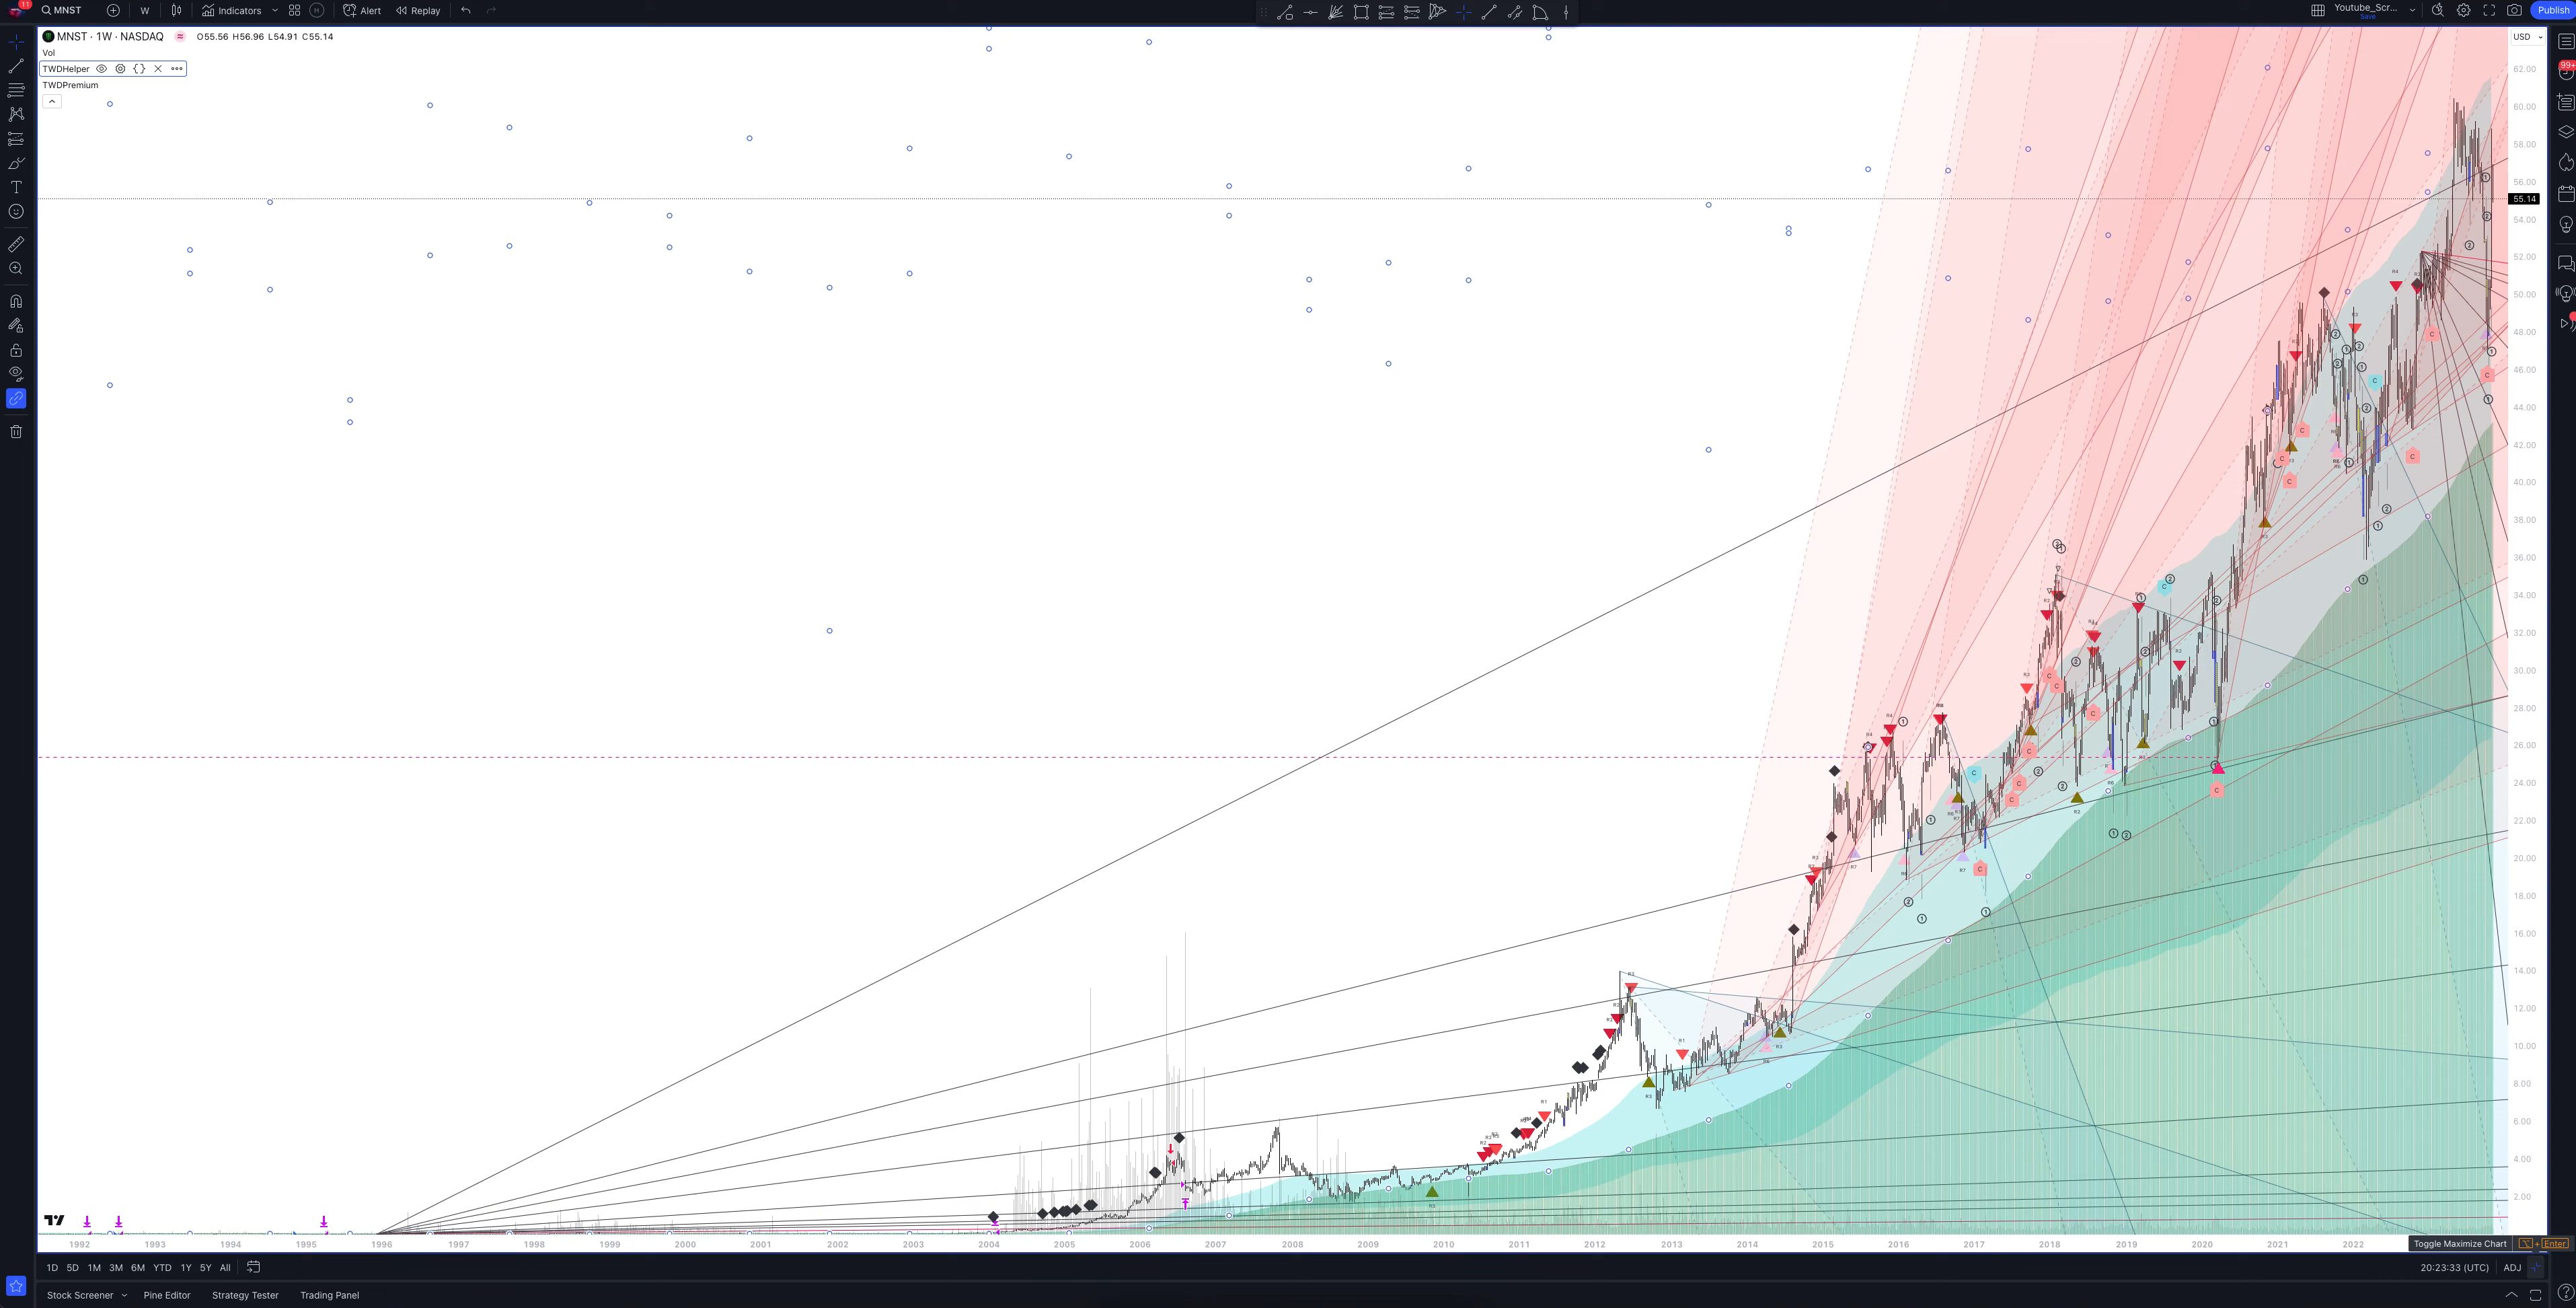 11
MNST
W
Indicators
Alert
Replay
Youtube_Scr...
Save
Publish
MNST · 1W · NASDAQ
O55.56 H56.96 L54.91 C55.14
USD
Vol
TWDHelper
TWDPremium
99+
62.00
60.00
58.00
56.00
55.14
54.00
52.00
50.00
48.00
46.00
44.00
42.00
40.00
38.00
36.00
34.00
32.00
30.00
28.00
26.00
24.00
22.00
20.00
18.00
16.00
14.00
12.00
10.00
8.00
6.00
4.00
2.00
1992 1993 1994 1995 1996 1997 1998 1999 2000 2001 2002 2003 2004 2005 2006 2007 2008 2009 2010 2011 2012 2013 2014 2015 2016 2017 2018 2019 2020 2021 2022
Toggle Maximize Chart + Enter
1D 5D 1M 3M 6M YTD 1Y 5Y All
20:23:33 (UTC) ADJ
Stock Screener Pine Editor Strategy Tester Trading Panel